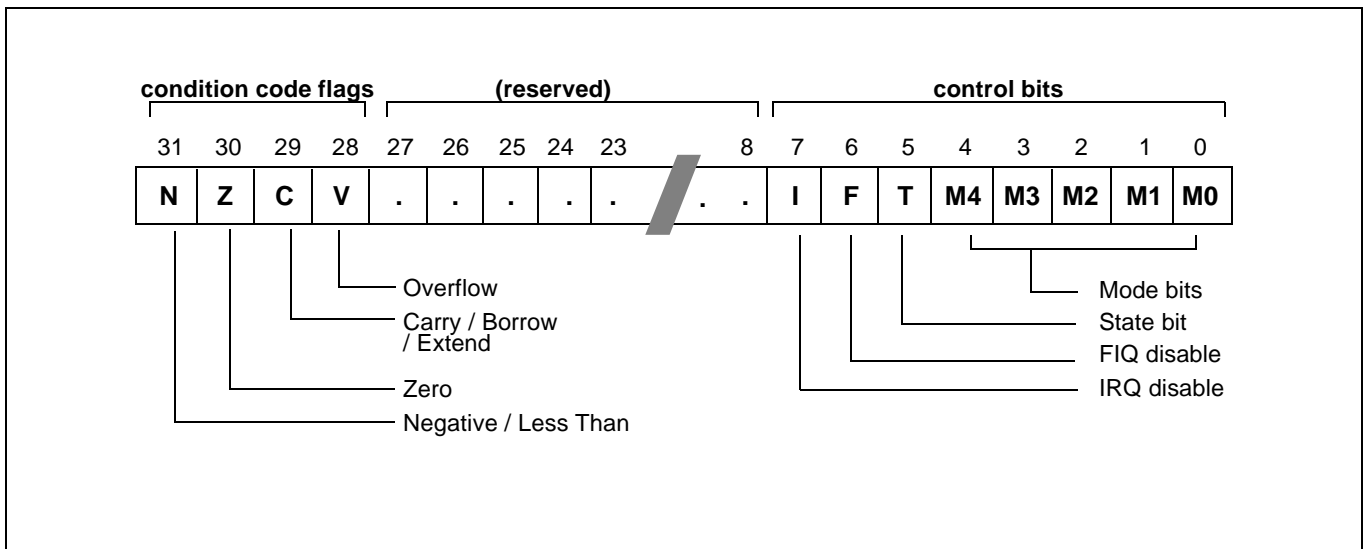 condition code flags (reserved) control bits
31 30 29 28 27 26 25 24 23 8 7 6 5 4 3 2 1 0
N Z C V . . . . . . . I F T M4 M3 M2 M1 M0
Overflow
Carry / Borrow
/ Extend
Zero
Negative / Less Than
Mode bits
State bit
FIQ disable
IRQ disable